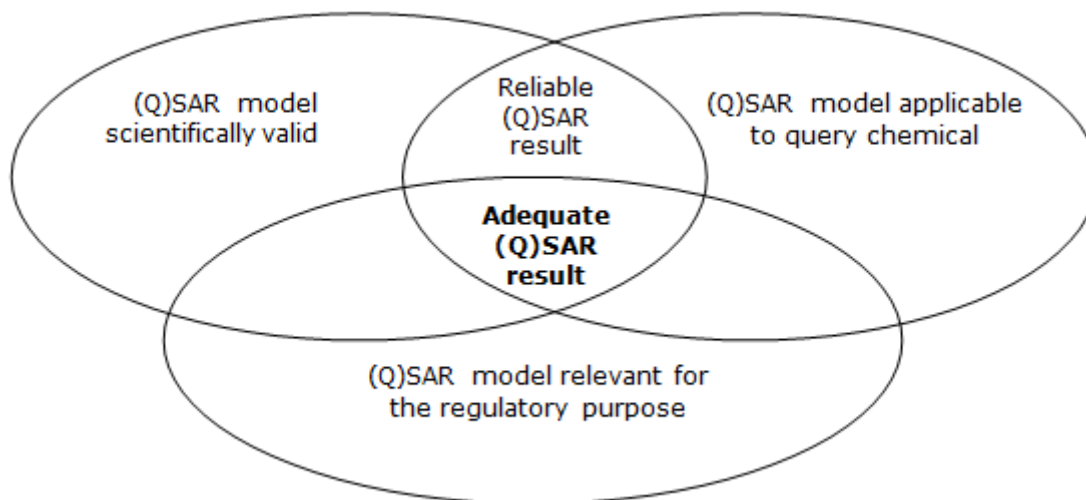 (Q)SAR model
scientifically valid
Reliable
(Q)SAR
result
(Q)SAR model applicable
to query chemical
Adequate
(Q)SAR
result
(Q)SAR model relevant for
the regulatory purpose